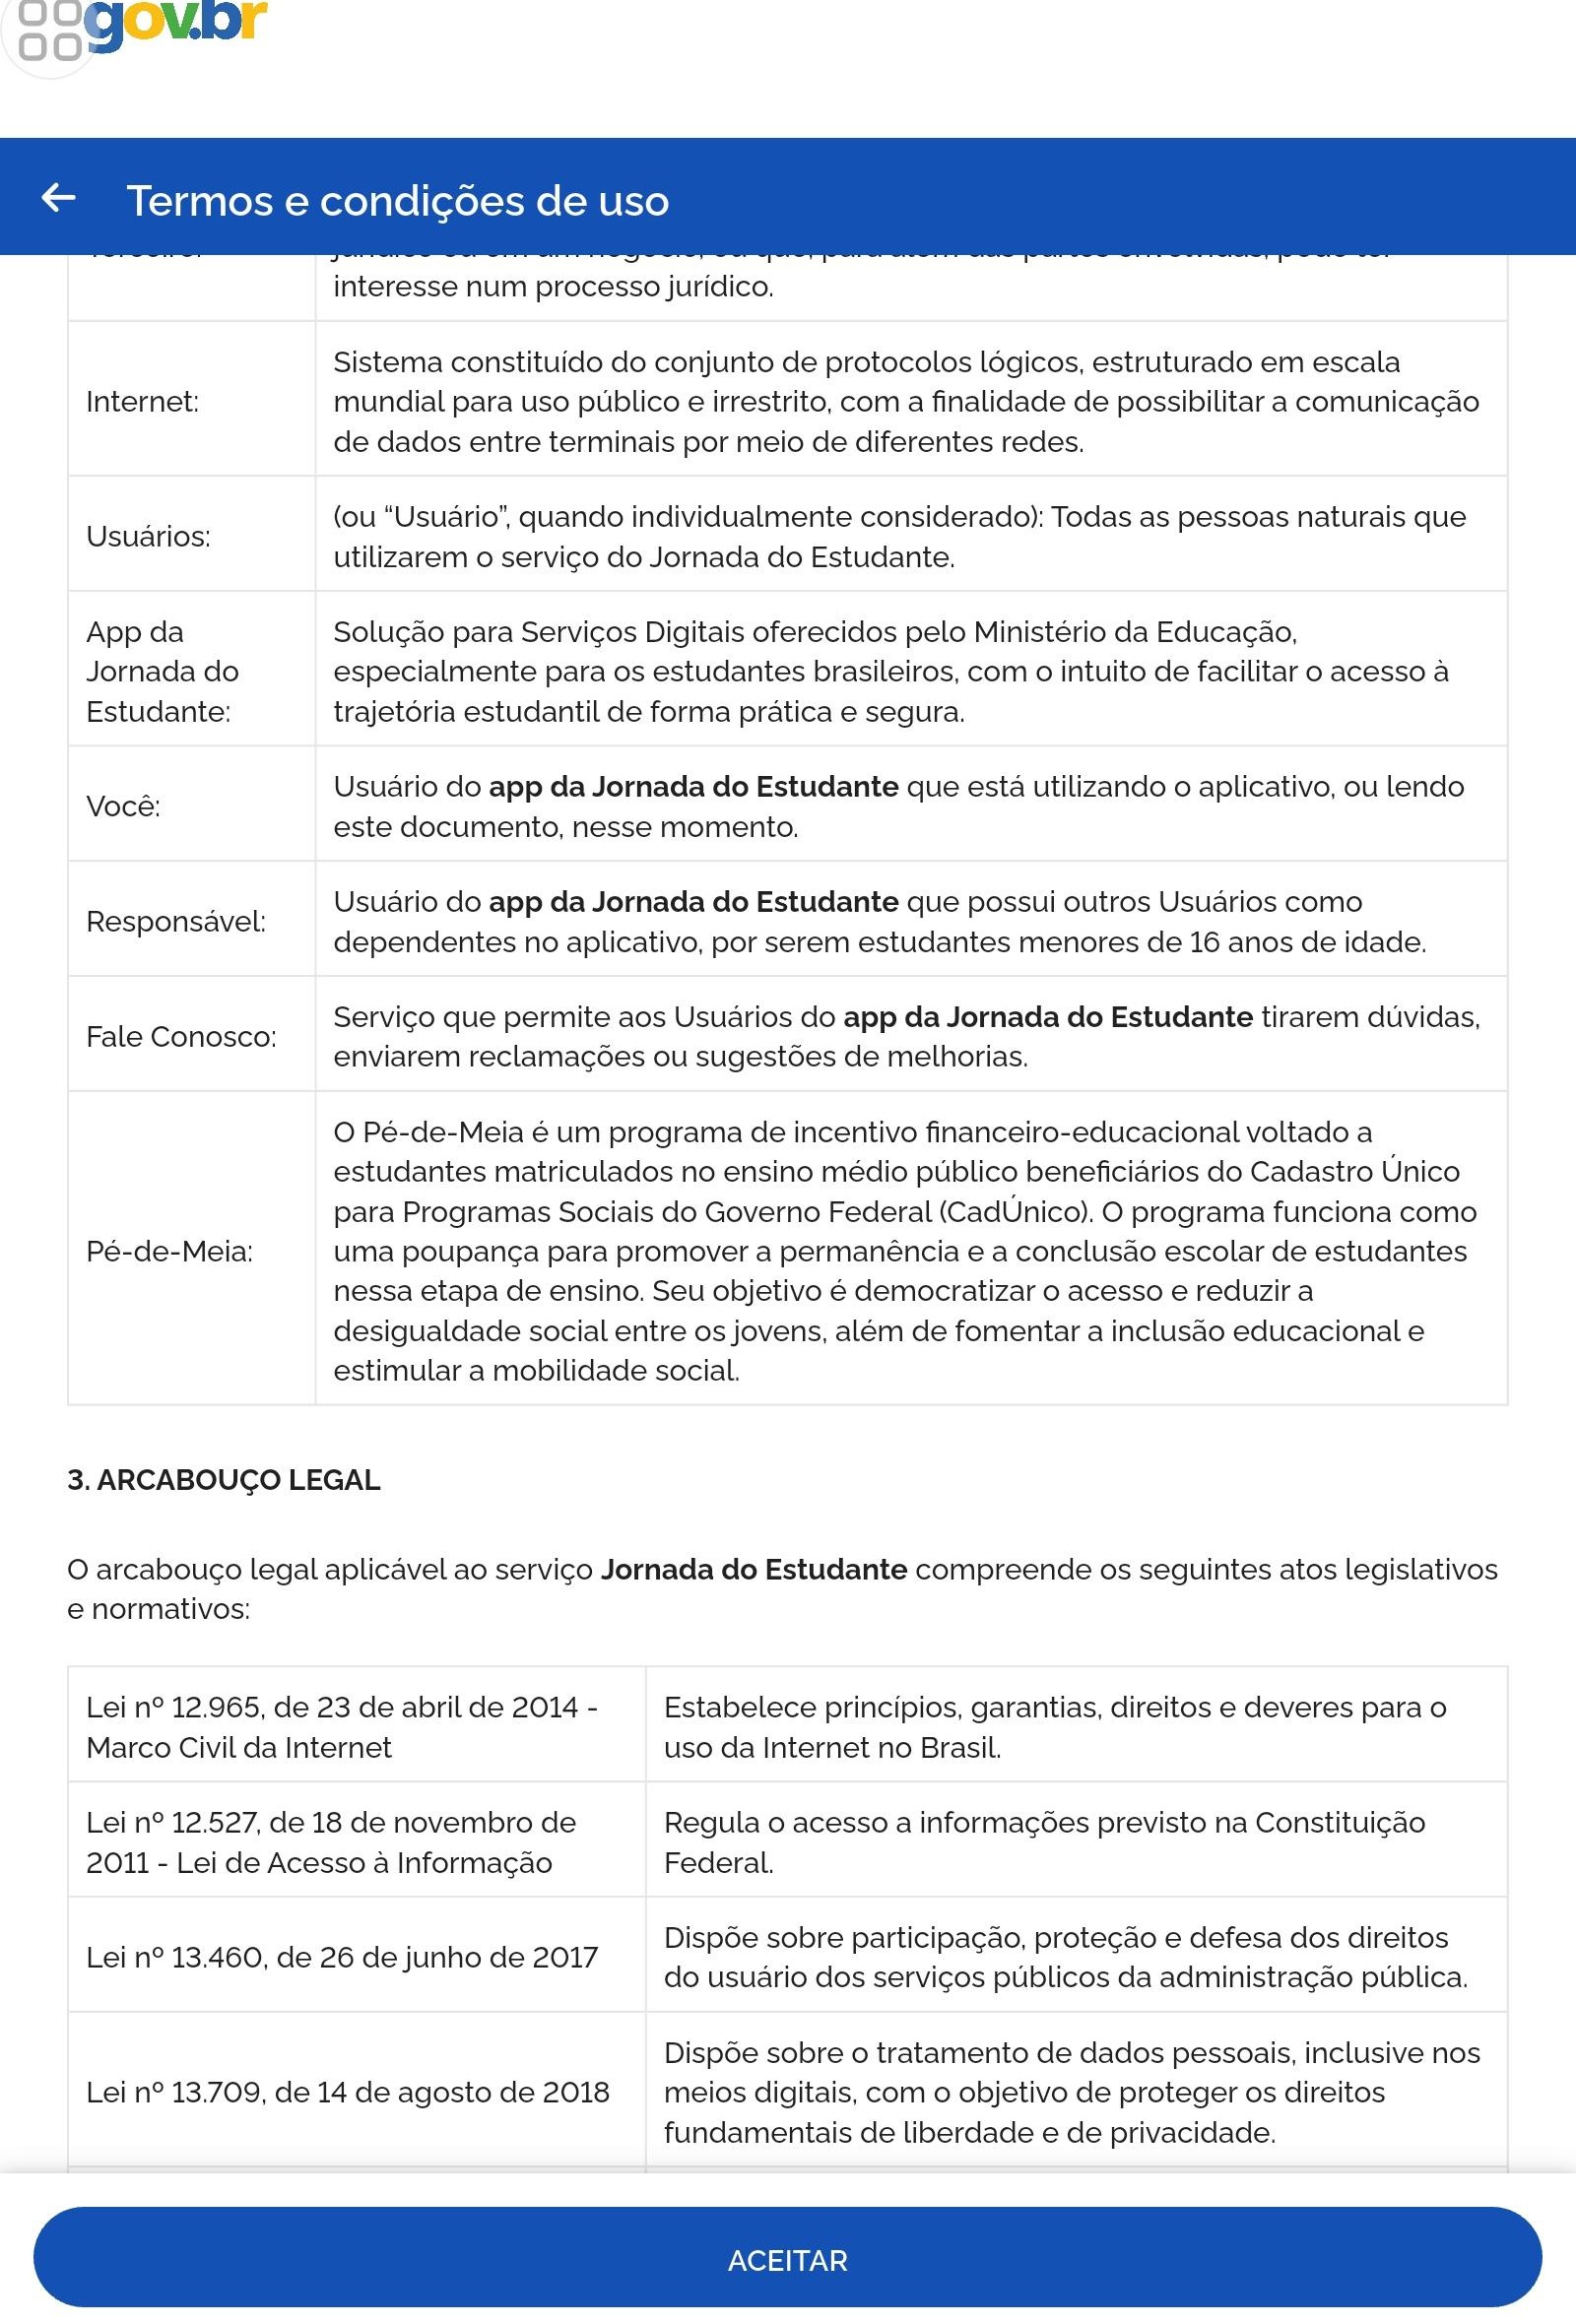 gov.br
Termos e condições de uso
interesse num processo jurídico.
Internet:
Sistema constituído do conjunto de protocolos lógicos, estruturado em escala
mundial para uso público e irrestrito, com a finalidade de possibilitar a comunicação
de dados entre terminais por meio de diferentes redes.
Usuários:
(ou “Usuário”, quando individualmente considerado): Todas as pessoas naturais que
utilizarem o serviço do Jornada do Estudante.
App da
Jornada do
Estudante:
Solução para Serviços Digitais oferecidos pelo Ministério da Educação,
especialmente para os estudantes brasileiros, com o intuito de facilitar o acesso à
trajetória estudantil de forma prática e segura.
Você:
Usuário do app da Jornada do Estudante que está utilizando o aplicativo, ou lendo
este documento, nesse momento.
Responsável:
Usuário do app da Jornada do Estudante que possui outros Usuários como
dependentes no aplicativo, por serem estudantes menores de 16 anos de idade.
Fale Conosco:
Serviço que permite aos Usuários do app da Jornada do Estudante tirarem dúvidas,
enviarem reclamações ou sugestões de melhorias.
Pé-de-Meia:
O Pé-de-Meia é um programa de incentivo financeiro-educacional voltado a
estudantes matriculados no ensino médio público beneficiários do Cadastro Único
para Programas Sociais do Governo Federal (CadÚnico). O programa funciona como
uma poupança para promover a permanência e a conclusão escolar de estudantes
nessa etapa de ensino. Seu objetivo é democratizar o acesso e reduzir a
desigualdade social entre os jovens, além de fomentar a inclusão educacional e
estimular a mobilidade social.
3. ARCABOUÇO LEGAL
O arcabouço legal aplicável ao serviço Jornada do Estudante compreende os seguintes atos legislativos
e normativos:
Lei nº 12.965, de 23 de abril de 2014 -
Marco Civil da Internet
Estabelece princípios, garantias, direitos e deveres para o
uso da Internet no Brasil.
Lei nº 12.527, de 18 de novembro de
2011 - Lei de Acesso à Informação
Regula o acesso a informações previsto na Constituição
Federal.
Lei nº 13.460, de 26 de junho de 2017
Dispõe sobre participação, proteção e defesa dos direitos
do usuário dos serviços públicos da administração pública.
Lei nº 13.709, de 14 de agosto de 2018
Dispõe sobre o tratamento de dados pessoais, inclusive nos
meios digitais, com o objetivo de proteger os direitos
fundamentais de liberdade e de privacidade.
ACEITAR